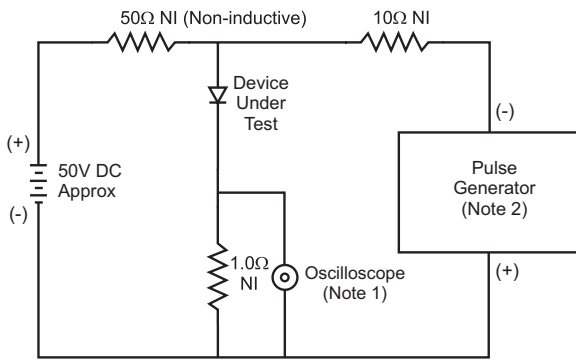 50Ω NI (Non-inductive)
10Ω NI
Device
Under
Test
(-)
(+)
50V DC
Approx
(-)
Pulse
Generator
(Note 2)
1.0Ω
NI
Oscilloscope
(Note 1)
(+)